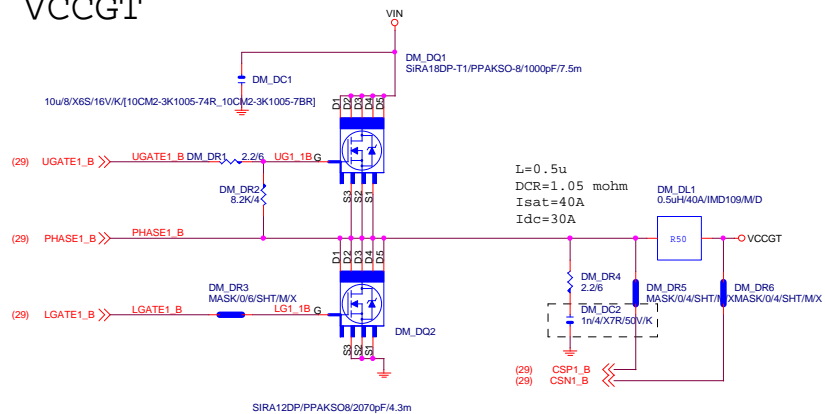 VCCGT
VIN
DM_DQ1
SiRA18DP-T1/PPAKSO-8/1000pF/7.5m
DM_DC1
10u/8/X6S/16V/K/[10CM2-3K1005-74R_10CM2-3K1005-7BR]
D1 D2 D3 D4 D5
(29) UGATE1_B UGATE1_B DM_DR1 2.2/6 UG1_1B G
S3 S2 S1
DM_DR2
8.2K/4
L=0.5u
DCR=1.05 mohm
Isat=40A
Idc=30A
DM_DL1
0.5uH/40A/IMD109/M/D
(29) PHASE1_B PHASE1_B
R50
VCCGT
D1 D2 D3 D4 D5
DM_DR3
MASK/0/6/SHT/M/X
(29) LGATE1_B LGATE1_B LG1_1B G
S3 S2 S1
DM_DQ2
DM_DR4
2.2/6
DM_DC2
1n/4/X7R/50V/K
DM_DR5
MASK/0/4/SHT/M/X
DM_DR6
MASK/0/4/SHT/M/X
(29) CSP1_B
(29) CSN1_B
SIRA12DP/PPAKSO8/2070pF/4.3m